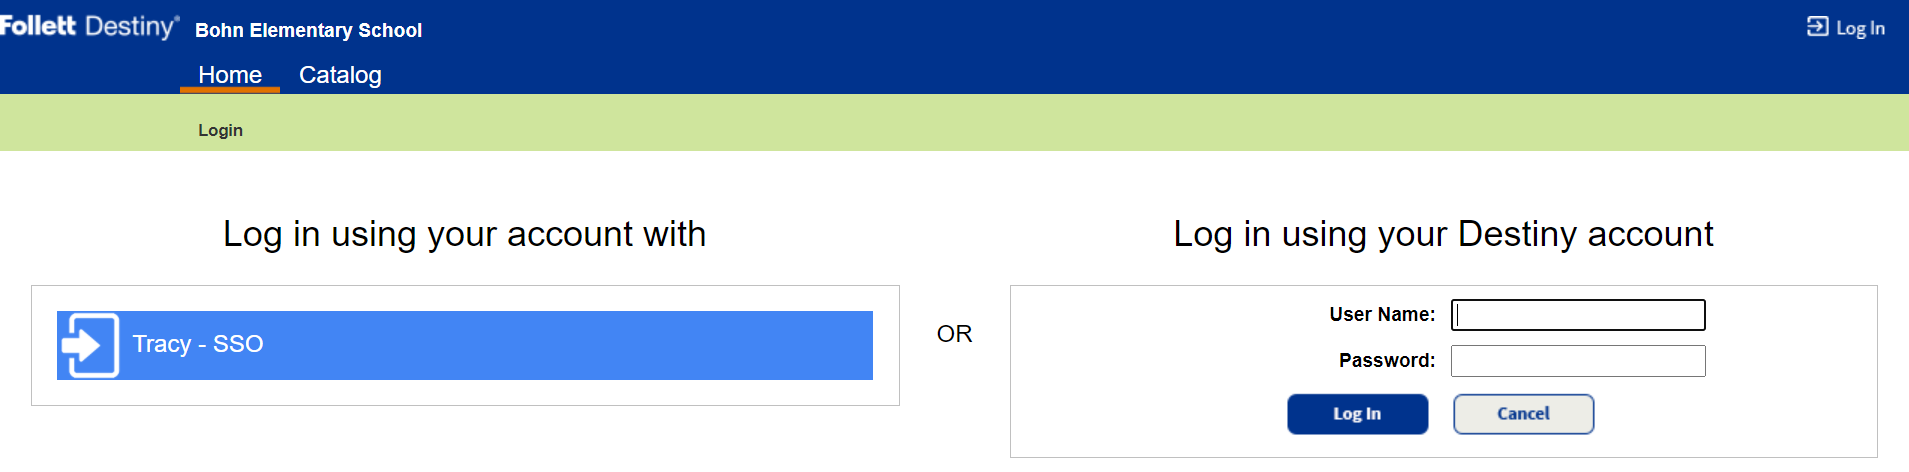 Follett Destiny® Bohn Elementary School
Log In
Home Catalog
Login
Log in using your account with
Tracy - SSO
OR
Log in using your Destiny account
User Name:
Password:
Log In Cancel